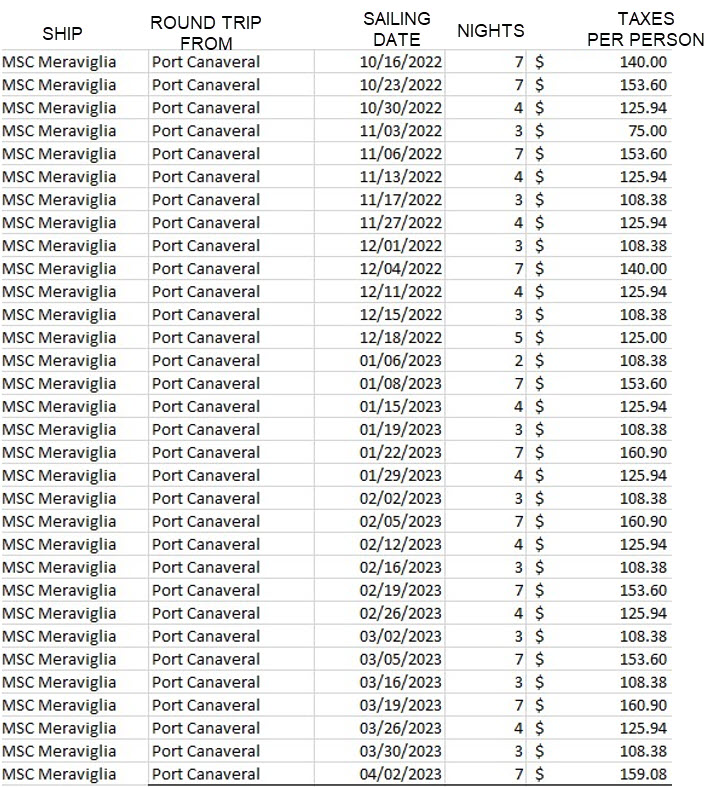 SHIP ROUND TRIP FROM SAILING DATE NIGHTS TAXES PER PERSON
MSC Meraviglia Port Canaveral 10/16/2022 7 $ 140.00
MSC Meraviglia Port Canaveral 10/23/2022 7 $ 153.60
MSC Meraviglia Port Canaveral 10/30/2022 4 $ 125.94
MSC Meraviglia Port Canaveral 11/03/2022 3 $ 75.00
MSC Meraviglia Port Canaveral 11/06/2022 7 $ 153.60
MSC Meraviglia Port Canaveral 11/13/2022 4 $ 125.94
MSC Meraviglia Port Canaveral 11/17/2022 3 $ 108.38
MSC Meraviglia Port Canaveral 11/27/2022 4 $ 125.94
MSC Meraviglia Port Canaveral 12/01/2022 3 $ 108.38
MSC Meraviglia Port Canaveral 12/04/2022 7 $ 140.00
MSC Meraviglia Port Canaveral 12/11/2022 4 $ 125.94
MSC Meraviglia Port Canaveral 12/15/2022 3 $ 108.38
MSC Meraviglia Port Canaveral 12/18/2022 5 $ 125.00
MSC Meraviglia Port Canaveral 01/06/2023 2 $ 108.38
MSC Meraviglia Port Canaveral 01/08/2023 7 $ 153.60
MSC Meraviglia Port Canaveral 01/15/2023 4 $ 125.94
MSC Meraviglia Port Canaveral 01/19/2023 3 $ 108.38
MSC Meraviglia Port Canaveral 01/22/2023 7 $ 160.90
MSC Meraviglia Port Canaveral 01/29/2023 4 $ 125.94
MSC Meraviglia Port Canaveral 02/02/2023 3 $ 108.38
MSC Meraviglia Port Canaveral 02/05/2023 7 $ 160.90
MSC Meraviglia Port Canaveral 02/12/2023 4 $ 125.94
MSC Meraviglia Port Canaveral 02/16/2023 3 $ 108.38
MSC Meraviglia Port Canaveral 02/19/2023 7 $ 153.60
MSC Meraviglia Port Canaveral 02/26/2023 4 $ 125.94
MSC Meraviglia Port Canaveral 03/02/2023 3 $ 108.38
MSC Meraviglia Port Canaveral 03/05/2023 7 $ 153.60
MSC Meraviglia Port Canaveral 03/16/2023 3 $ 108.38
MSC Meraviglia Port Canaveral 03/19/2023 7 $ 160.90
MSC Meraviglia Port Canaveral 03/26/2023 4 $ 125.94
MSC Meraviglia Port Canaveral 03/30/2023 3 $ 108.38
MSC Meraviglia Port Canaveral 04/02/2023 7 $ 159.08